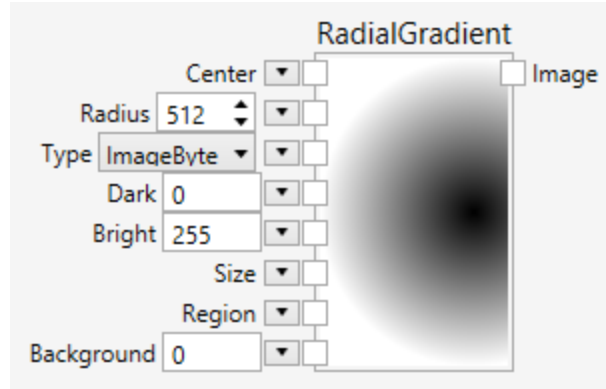 RadialGradient
Center
Image
Radius 512
Type ImageByte
Dark 0
Bright 255
Size
Region
Background 0